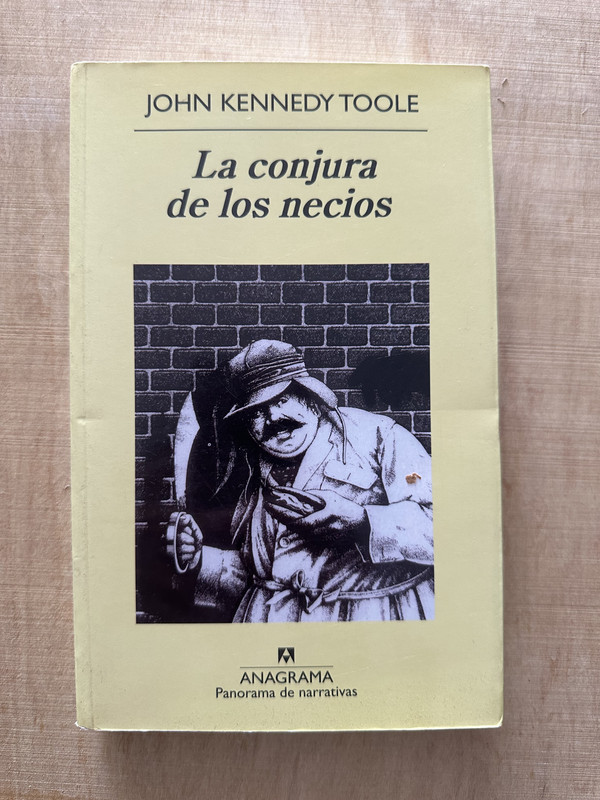 JOHN KENNEDY TOOLE
La conjura
de los necios
ANAGRAMA
Panorama de narrativas